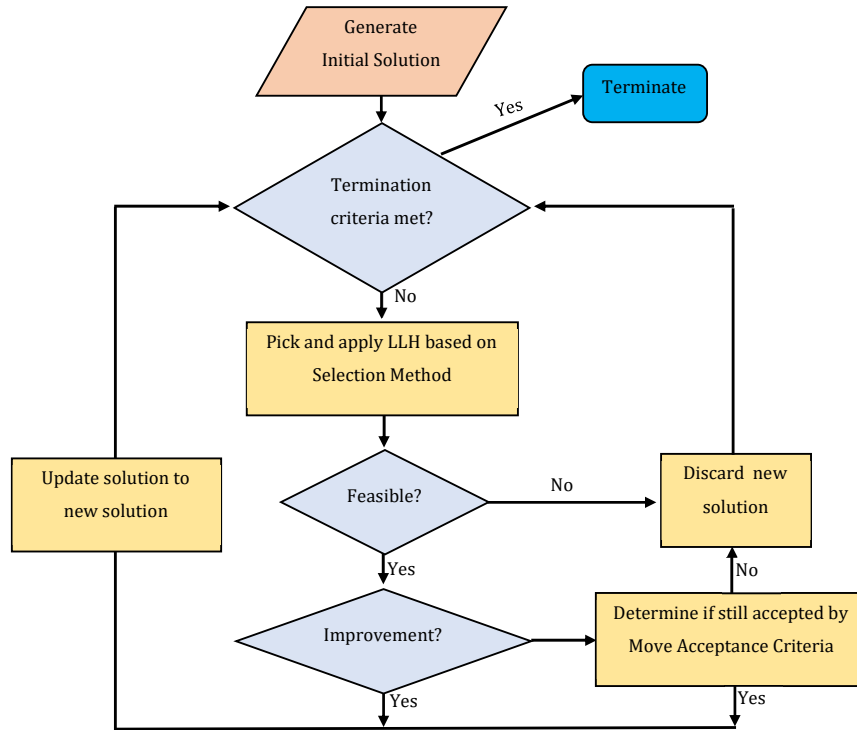 Generate
Initial Solution
Terminate
Yes
Termination
criteria met?
No
Pick and apply LLH based on
Selection Method
Update solution to
new solution
Feasible?
No
Discard new
solution
Yes
No
Improvement?
Determine if still accepted by
Move Acceptance Criteria
Yes
Yes